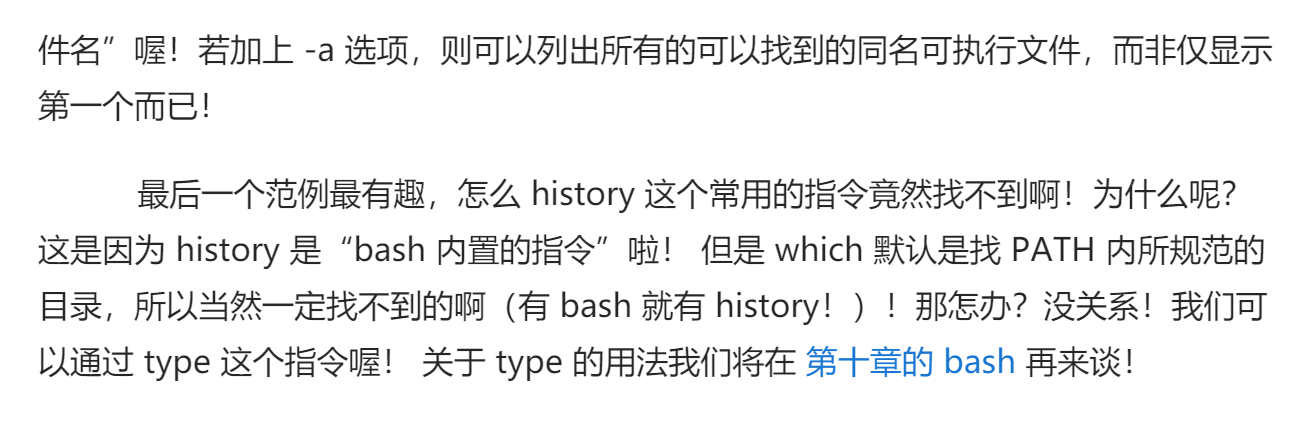 件名”喔！若加上 -a 选项，则可以列出所有的可以找到的同名可执行文件，而非仅显示
第一个而已！
最后一个范例最有趣，怎么 history 这个常用的指令竟然找不到啊！为什么呢？
这是因为 history 是“bash 内置的指令”啦！ 但是 which 默认是找 PATH 内所规范的
目录，所以当然一定找不到的啊（有 bash 就有 history！）！那怎办？没关系！我们可
以通过 type 这个指令喔！ 关于 type 的用法我们将在 第十章的 bash 再来谈！